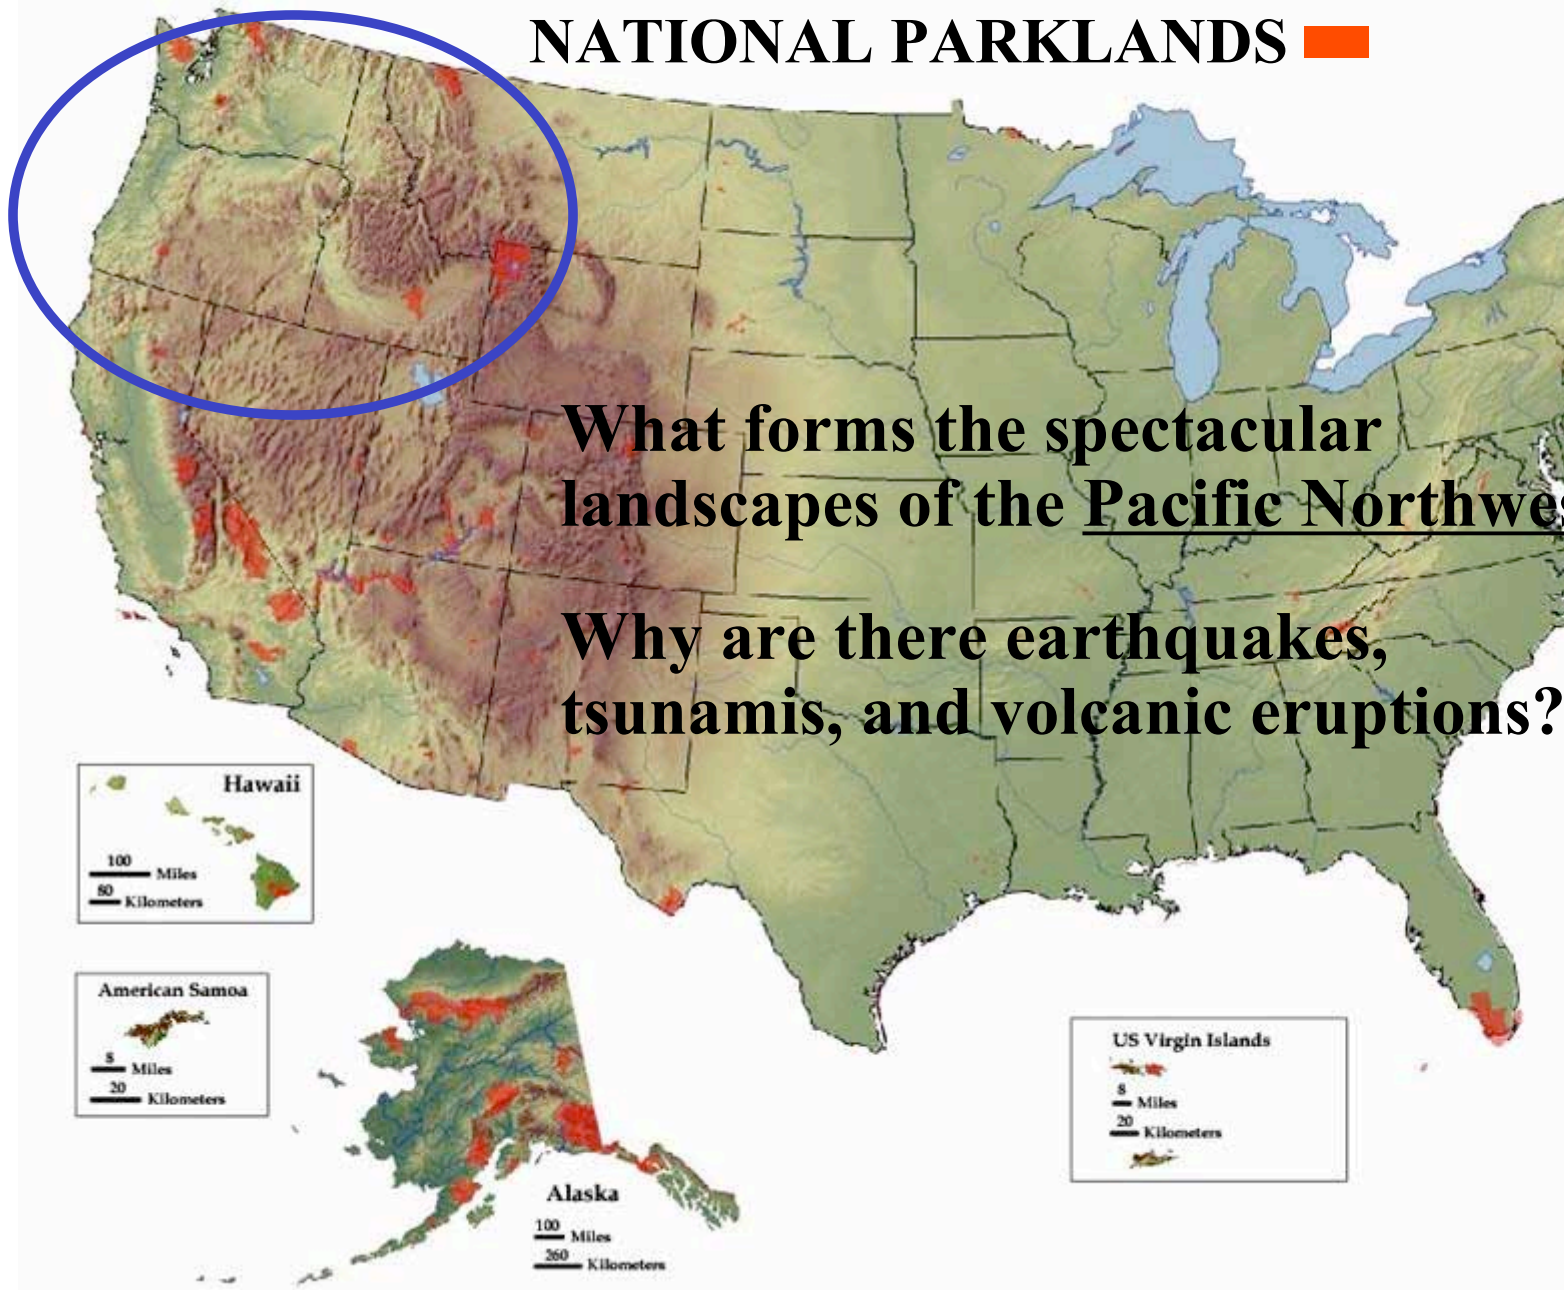 NATIONAL PARKLANDS
What forms the spectacular
landscapes of the Pacific Northwes
Why are there earthquakes,
tsunamis, and volcanic eruptions?
Hawaii
100
Miles
80
Kilometers
American Samoa
8
Miles
20
Kilometers
Alaska
100
Miles
260
Kilometers
US Virgin Islands
8
Miles
20
Kilometers